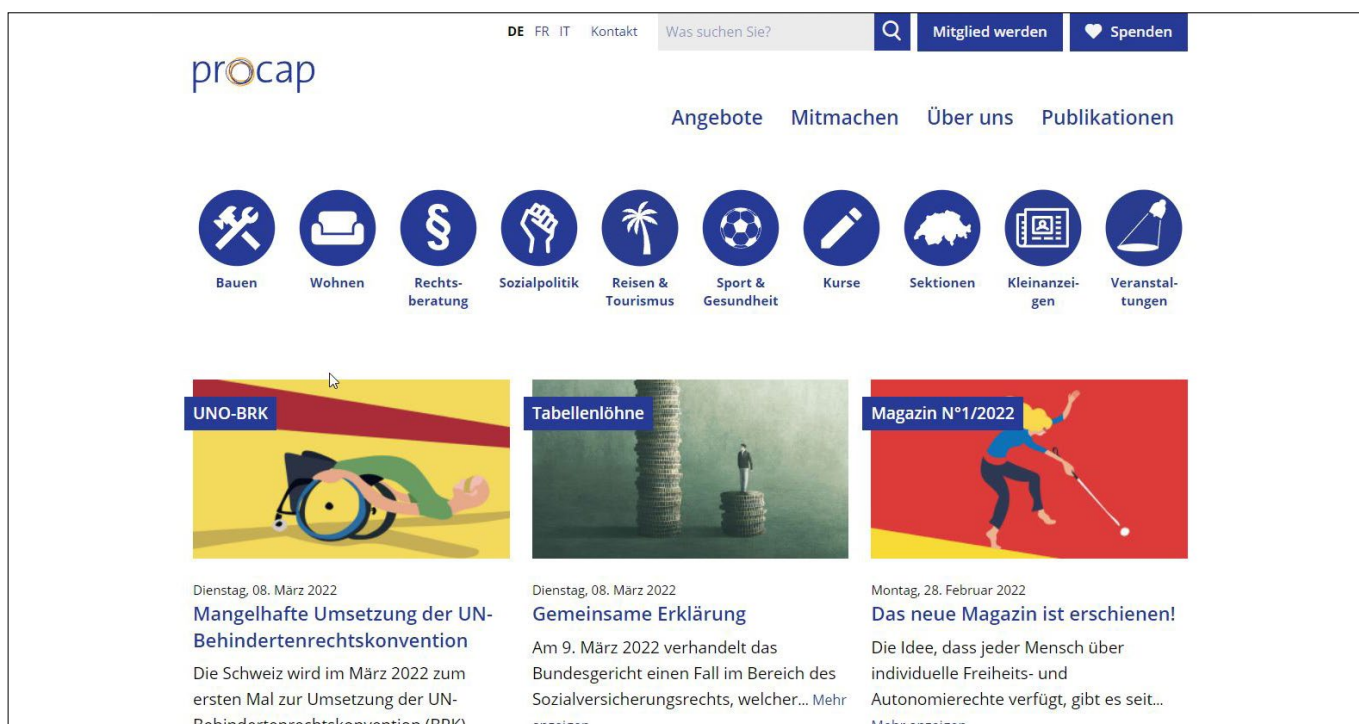 DE FR IT Kontakt Was suchen Sie? Mitglied werden Spenden
procap
Angebote Mitmachen Über uns Publikationen
Bauen
Wohnen
Rechts-
beratung
Sozialpolitik
Reisen &
Tourismus
Sport &
Gesundheit
Kurse
Sektionen
Kleinanzei-
gen
Veranstal-
tungen
UNO-BRK
Dienstag, 08. März 2022
Mangelhafte Umsetzung der UN-
Behindertenrechtskonvention
Die Schweiz wird im März 2022 zum
ersten Mal zur Umsetzung der UN-
Behindertenrechtskonvention (BRK)
Tabellenlöhne
Dienstag, 08. März 2022
Gemeinsame Erklärung
Am 9. März 2022 verhandelt das
Bundesgericht einen Fall im Bereich des
Sozialversicherungsrechts, welcher... Mehr
anzeigen
Magazin N°1/2022
Montag, 28. Februar 2022
Das neue Magazin ist erschienen!
Die Idee, dass jeder Mensch über
individuelle Freiheits- und
Autonomierechte verfügt, gibt es seit...
Mehr anzeigen